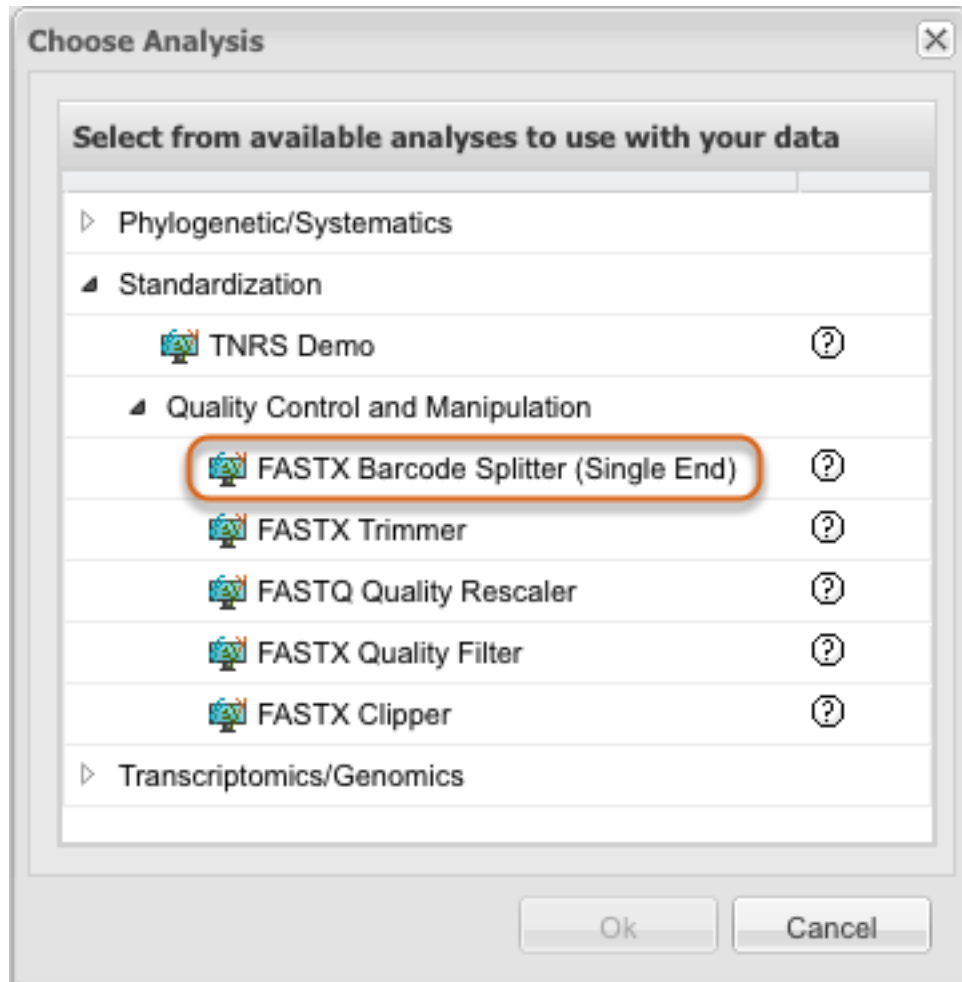 Choose Analysis
Select from available analyses to use with your data
Phylogenetic/Systematics
Standardization
TNRS Demo
Quality Control and Manipulation
FASTX Barcode Splitter (Single End)
FASTX Trimmer
FASTQ Quality Rescaler
FASTX Quality Filter
FASTX Clipper
Transcriptomics/Genomics
Ok Cancel